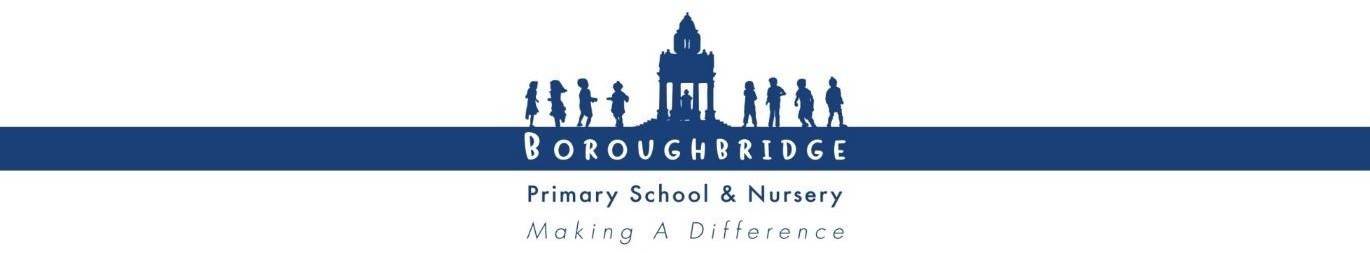 BOROUGHBRIDGE
Primary School & Nursery
Making A Difference